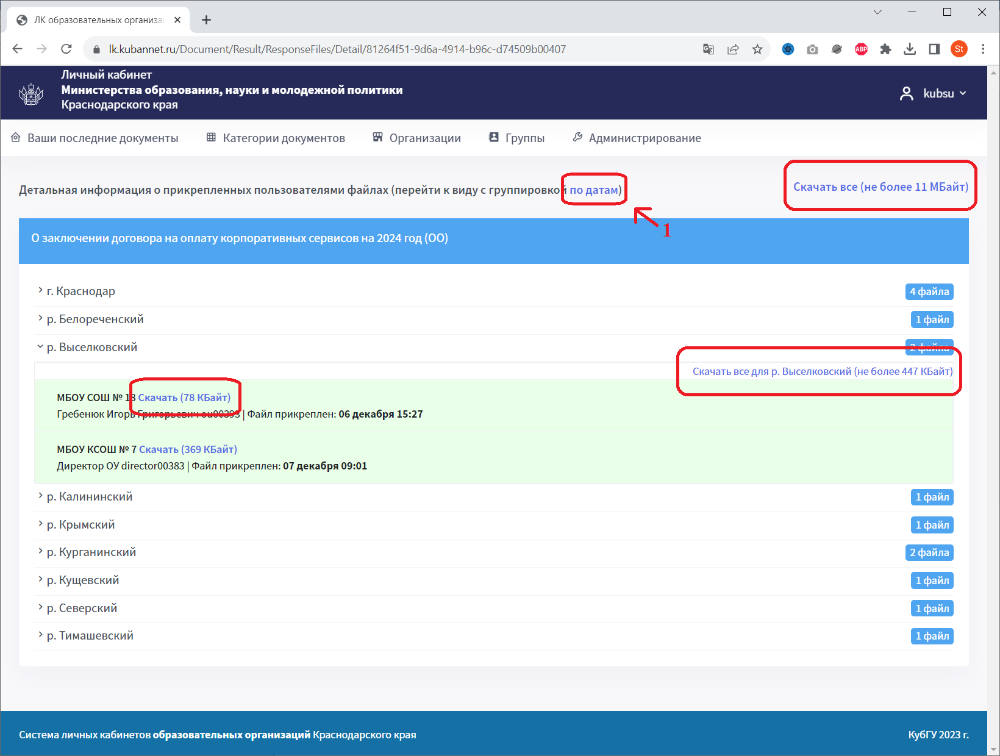 ЛК образовательных организа
lk.kubannet.ru/Document/Result/ResponseFiles/Detail/81264f51-9d6a-4914-b96c-d74509b00407
ABP
St
Личный кабинет
Министерства образования, науки и молодежной политики
Краснодарского края
kubsu
Ваши последние документы Категории документов Организации Группы Администрирование
Детальная информация о прикрепленных пользователями файлах (перейти к виду с группировкой по датам)
Скачать все (не более 11 МБайт)
1
О заключении договора на оплату корпоративных сервисов на 2024 год (ОО)
г. Краснодар 4 файла
р. Белореченский 1 файл
р. Выселковский 2 файла
Скачать все для р. Выселковский (не более 447 КБайт)
МБОУ СОШ № 18 Скачать (78 КБайт)
Гребенюк Игорь Григорьевич ou00393 | Файл прикреплен: 06 декабря 15:27
МБОУ КСОШ № 7 Скачать (369 КБайт)
Директор ОУ director00383 | Файл прикреплен: 07 декабря 09:01
р. Калининский 1 файл
р. Крымский 1 файл
р. Курганинский 2 файла
р. Кущевский 1 файл
р. Северский 1 файл
р. Тимашевский 1 файл
Система личных кабинетов образовательных организаций Краснодарского края
КубГУ 2023 г.